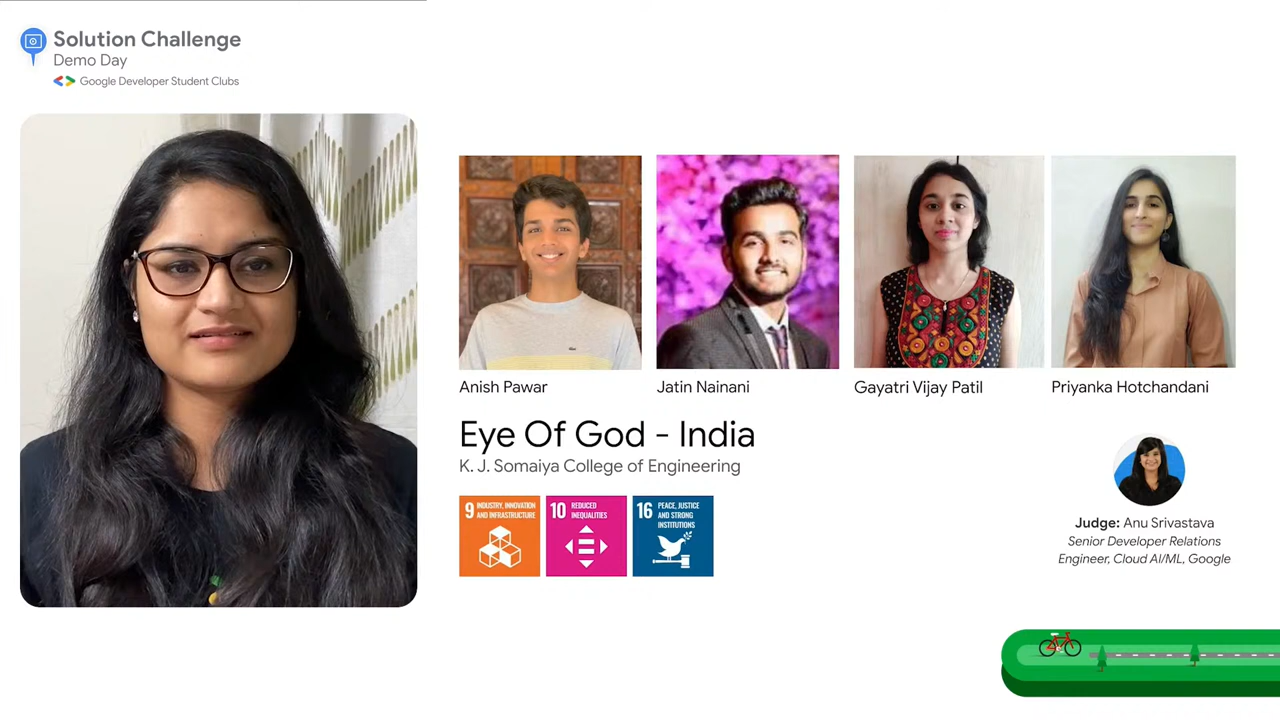 Solution Challenge
Demo Day
Google Developer Student Clubs
Anish Pawar
Jatin Nainani
Gayatri Vijay Patil
Priyanka Hotchandani
Eye Of God - India
K. J. Somaiya College of Engineering
9 INDUSTRY, INNOVATION
AND INFRASTRUCTURE
10 REDUCED
INEQUALITIES
16 PEACE, JUSTICE
AND STRONG
INSTITUTIONS
Judge: Anu Srivastava
Senior Developer Relations
Engineer, Cloud AI/ML, Google